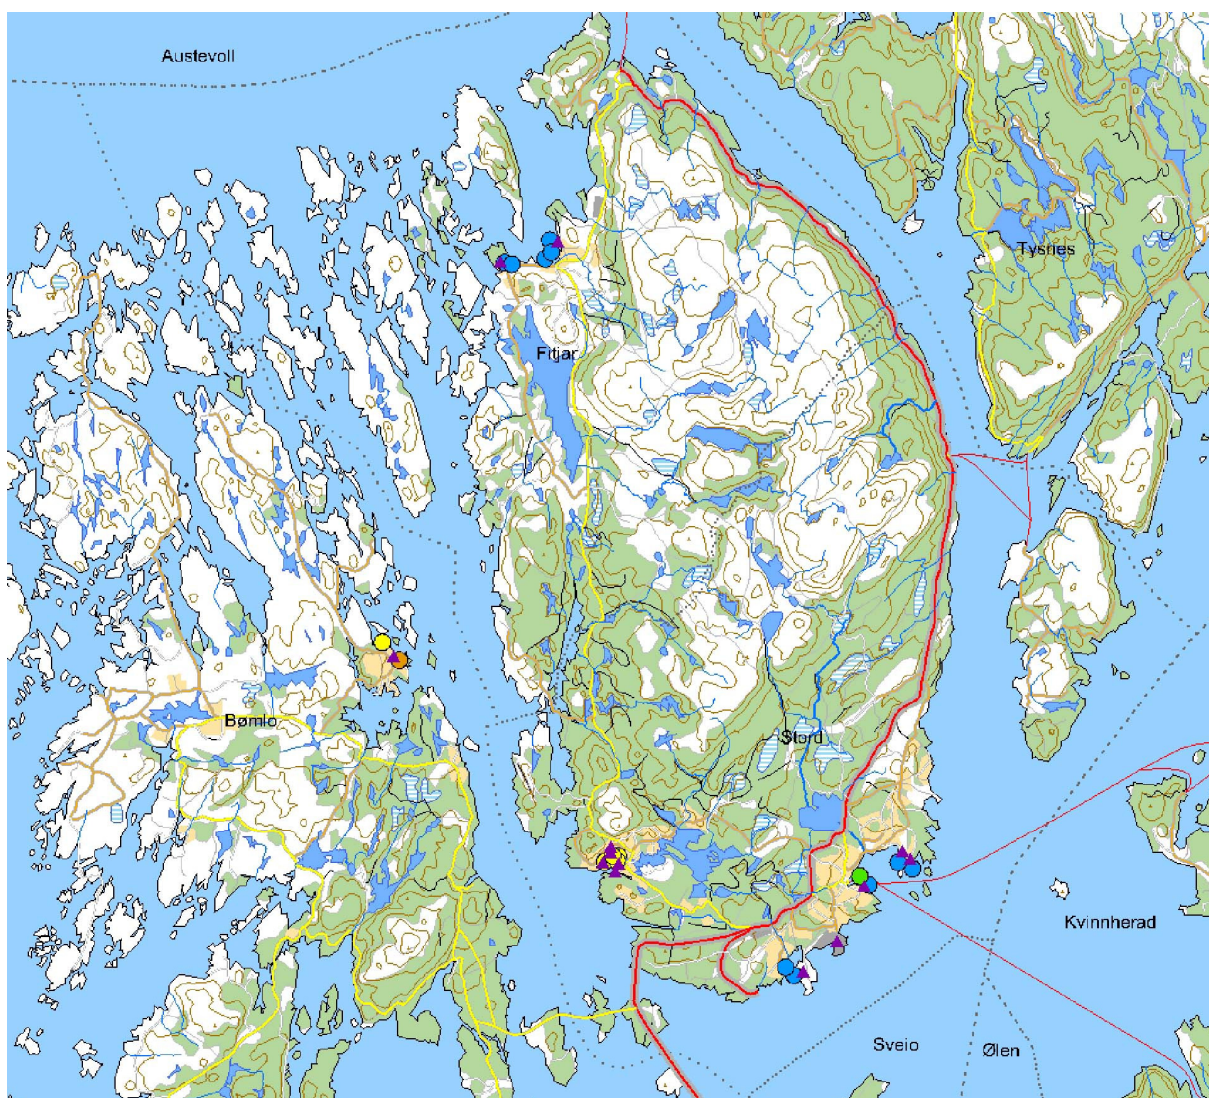 Austevoll
Tysnes
Fitjar
Bømlo
Stord
Kvinnherad
Sveio
Ølen